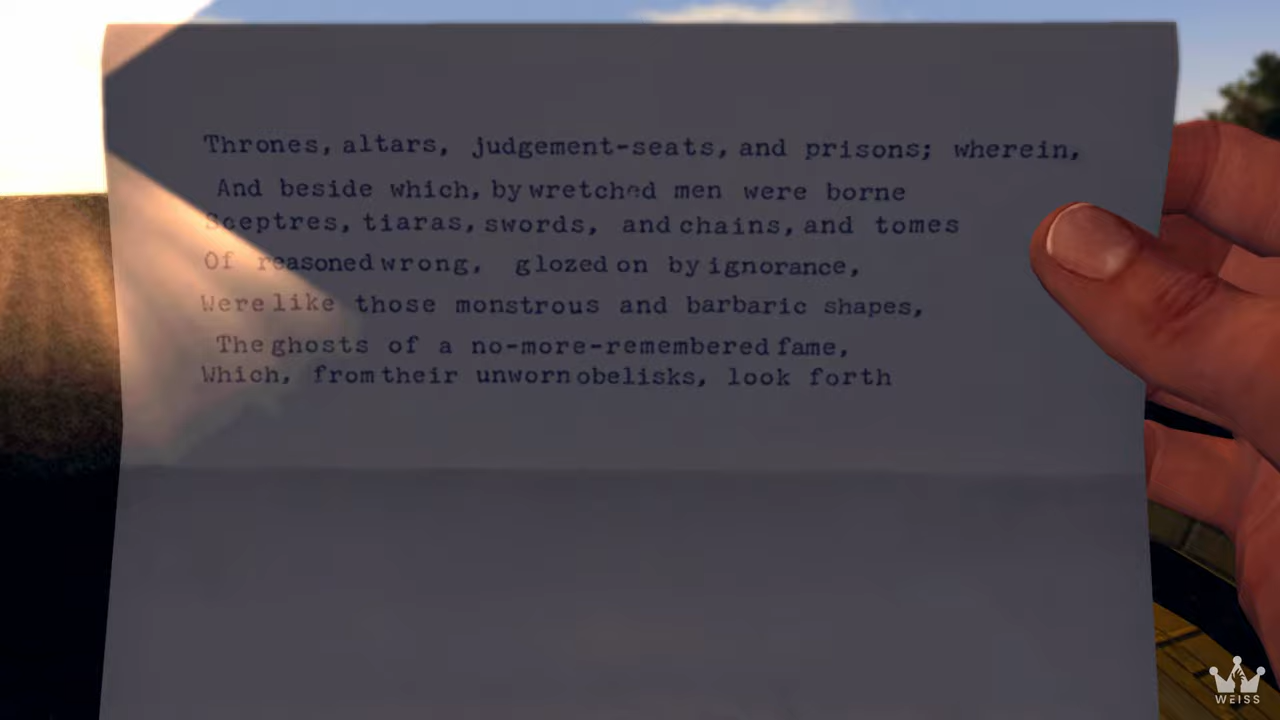 Thrones, altars, judgement-seats, and prisons; wherein,
And beside which, by wretched men were borne
Sceptres, tiaras, swords, and chains, and tomes
Of reasoned wrong, glozed on by ignorance,
Were like those monstrous and barbaric shapes,
The ghosts of a no-more-remembered fame,
Which, from their unworn obelisks, look forth
WEISS